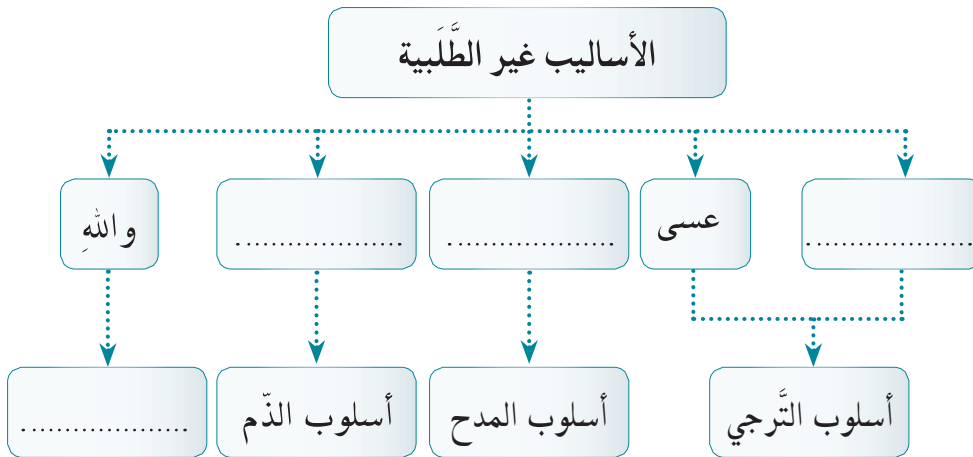 الأساليب غير الطَّلَبية
.................... عسى .................... .................... واللهِ
أسلوب التَّرجي أسلوب المدح أسلوب الذّم ....................